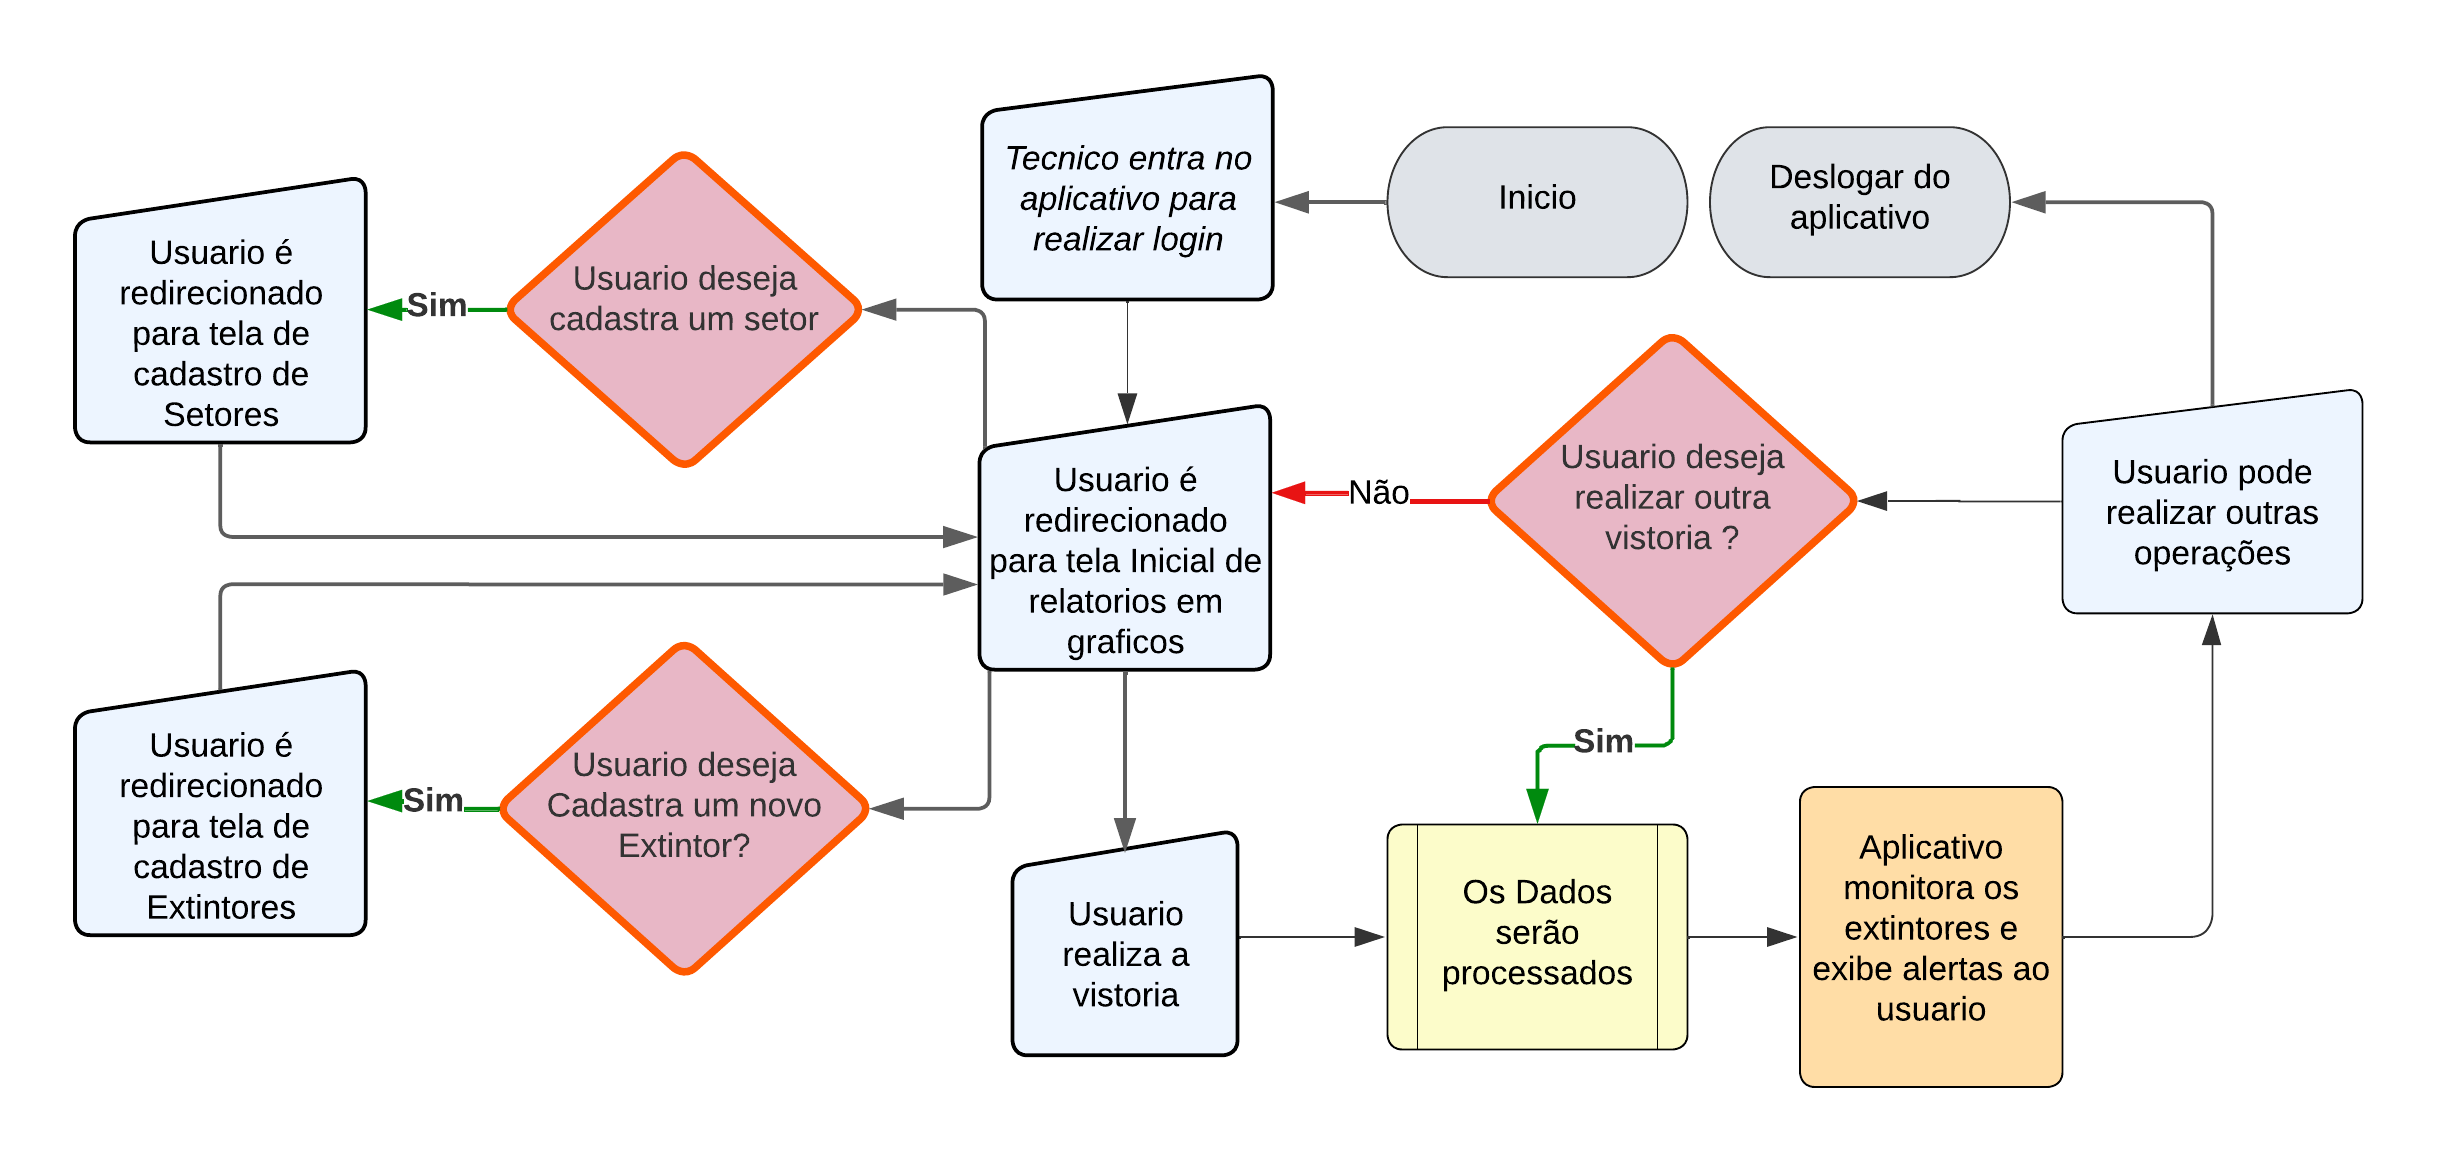 Tecnico entra no
aplicativo para
realizar login
Inicio
Deslogar do
aplicativo
Usuario é
redirecionado
para tela de
cadastro de
Setores
Sim
Usuario deseja
cadastra um setor
Usuario é
redirecionado
para tela Inicial de
relatorios em
graficos
Não
Usuario deseja
realizar outra
vistoria ?
Usuario pode
realizar outras
operações
Sim
Usuario é
redirecionado
para tela de
cadastro de
Extintores
Sim
Usuario deseja
Cadastra um novo
Extintor?
Usuario
realiza a
vistoria
Os Dados
serão
processados
Aplicativo
monitora os
extintores e
exibe alertas ao
usuario